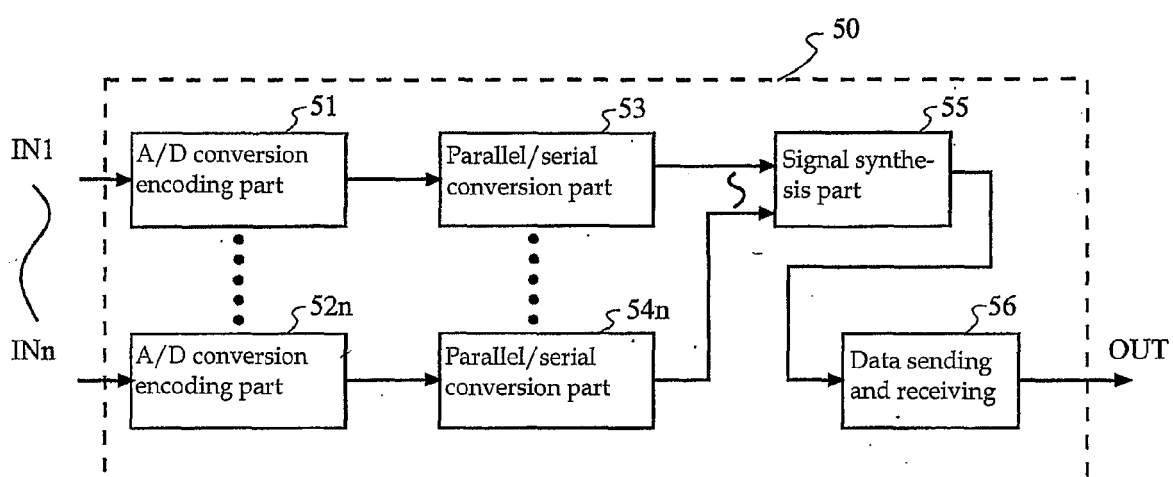 50
51
53
55
IN1
A/D conversion
encoding part
Parallel/serial
conversion part
Signal synthe-
sis part
52n
54n
56
INn
A/D conversion
encoding part
Parallel/serial
conversion part
Data sending
and receiving
OUT